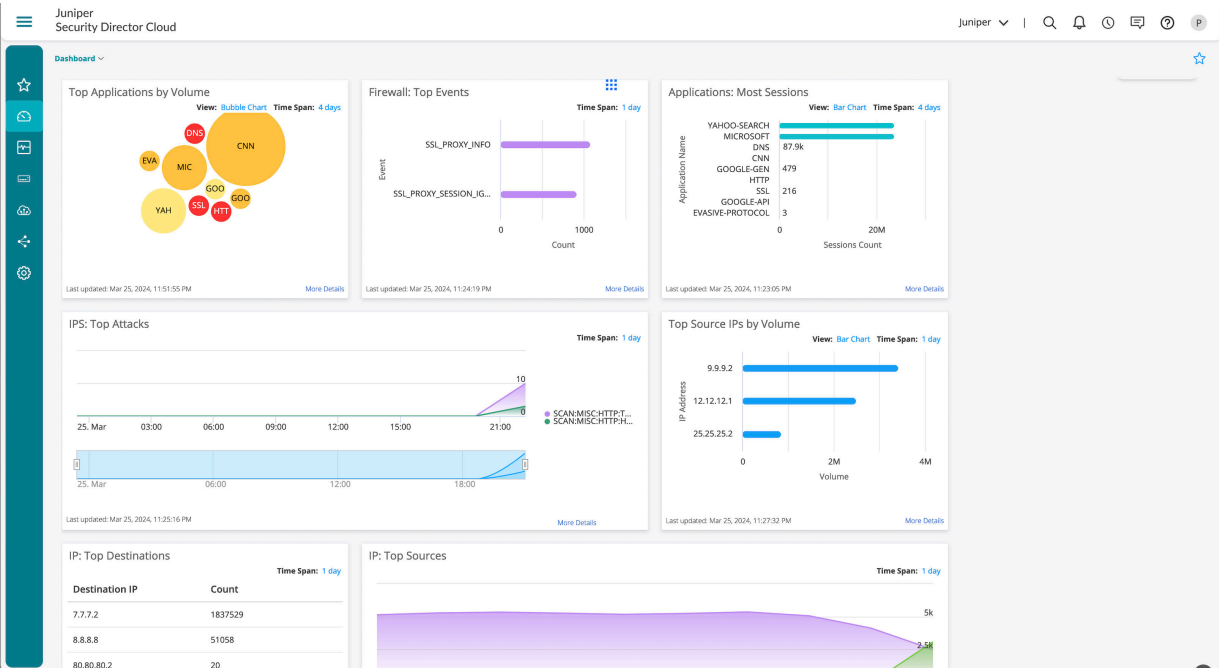 Juniper
Security Director Cloud
Juniper
P
Dashboard
Top Applications by Volume
View: Bubble Chart Time Span: 4 days
DNS
CNN
EVA
MIC
GOO
GOO
YAH
SSL
HTT
Last updated: Mar 25, 2024, 11:51:55 PM
More Details
Firewall: Top Events
Time Span: 1 day
Event
SSL_PROXY_INFO
SSL_PROXY_SESSION_IG...
0 1000
Count
Last updated: Mar 25, 2024, 11:24:19 PM
More Details
Applications: Most Sessions
View: Bar Chart Time Span: 4 days
Application Name
YAHOO-SEARCH
MICROSOFT
DNS 87.9k
CNN
GOOGLE-GEN 479
HTTP
SSL 216
GOOGLE-API
EVASIVE-PROTOCOL 3
0 20M
Sessions Count
Last updated: Mar 25, 2024, 11:23:05 PM
More Details
IPS: Top Attacks
Time Span: 1 day
10
0
SCAN:MISC:HTTP:T...
SCAN:MISC:HTTP:H...
25. Mar 03:00 06:00 09:00 12:00 15:00 21:00
25. Mar 06:00 12:00 18:00
Last updated: Mar 25, 2024, 11:25:16 PM
More Details
Top Source IPs by Volume
View: Bar Chart Time Span: 1 day
IP Address
9.9.9.2
12.12.12.1
25.25.25.2
0 2M 4M
Volume
Last updated: Mar 25, 2024, 11:27:32 PM
More Details
IP: Top Destinations
Time Span: 1 day
Destination IP Count
7.7.7.2 1837529
8.8.8.8 51058
80.80.80.2 20
IP: Top Sources
Time Span: 1 day
5k
2.5k